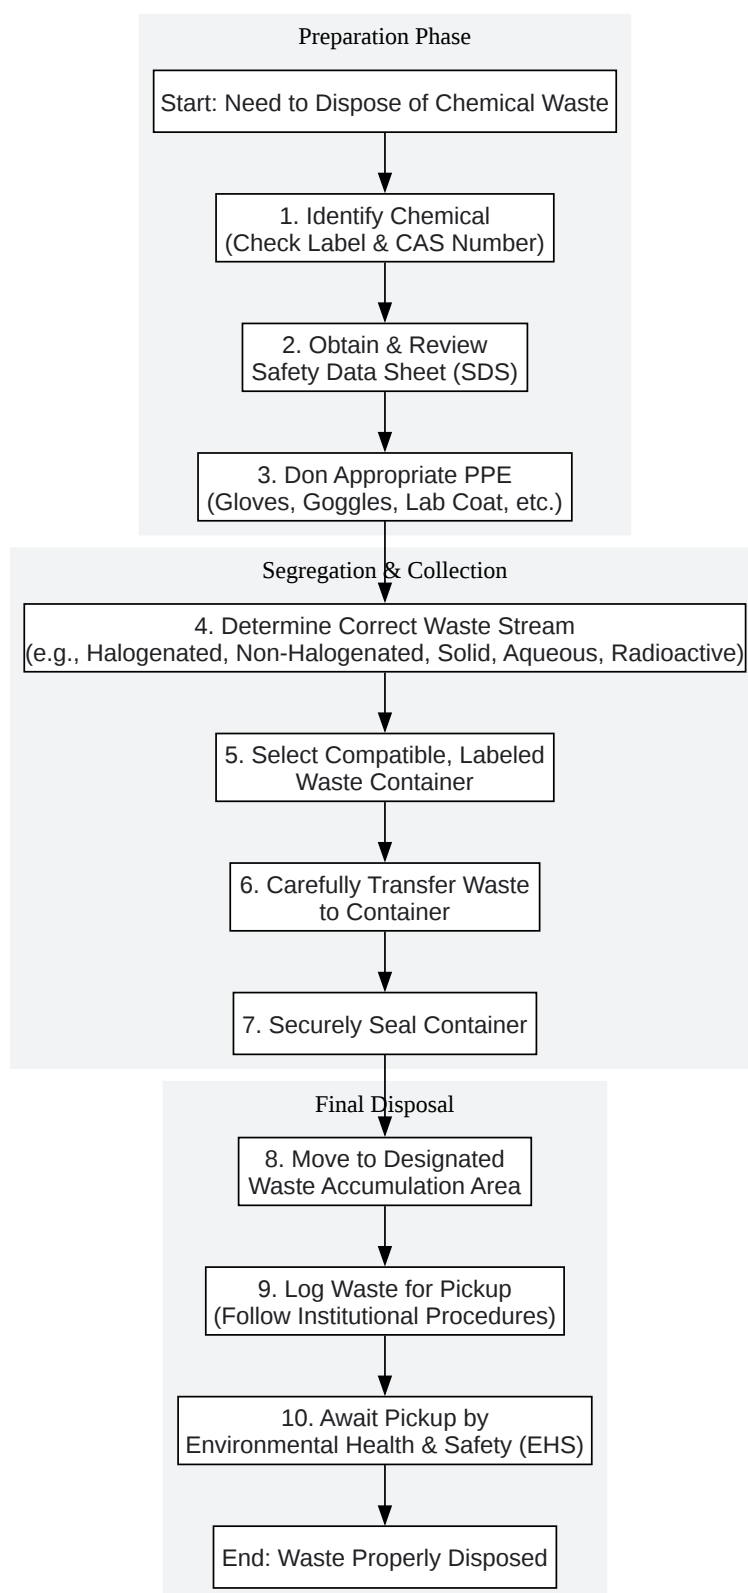 Preparation Phase
Start: Need to Dispose of Chemical Waste
1. Identify Chemical
(Check Label & CAS Number)
2. Obtain & Review
Safety Data Sheet (SDS)
3. Don Appropriate PPE
(Gloves, Goggles, Lab Coat, etc.)
Segregation & Collection
4. Determine Correct Waste Stream
(e.g., Halogenated, Non-Halogenated, Solid, Aqueous, Radioactive)
5. Select Compatible, Labeled
Waste Container
6. Carefully Transfer Waste
to Container
7. Securely Seal Container
Final Disposal
8. Move to Designated
Waste Accumulation Area
9. Log Waste for Pickup
(Follow Institutional Procedures)
10. Await Pickup by
Environmental Health & Safety (EHS)
End: Waste Properly Disposed